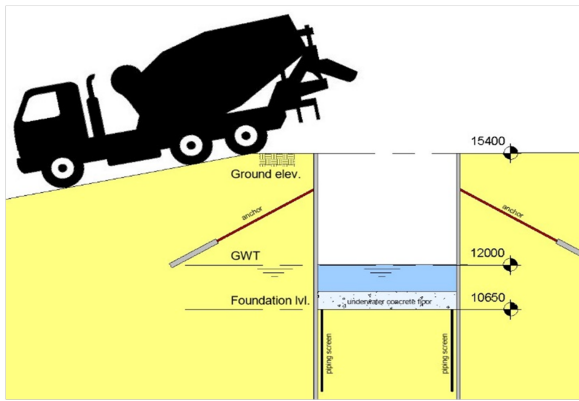 15400
Ground elev.
anchor
anchor
GWT
12000
Foundation lvl.
underwater concrete floor
10650
piping screen
piping screen